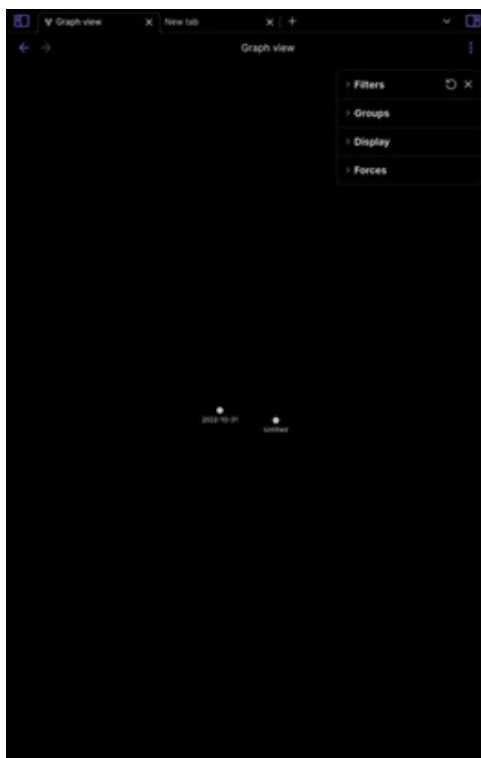 Graph view New tab
Graph view
Filters
Groups
Display
Forces
2022-10-31
Untitled